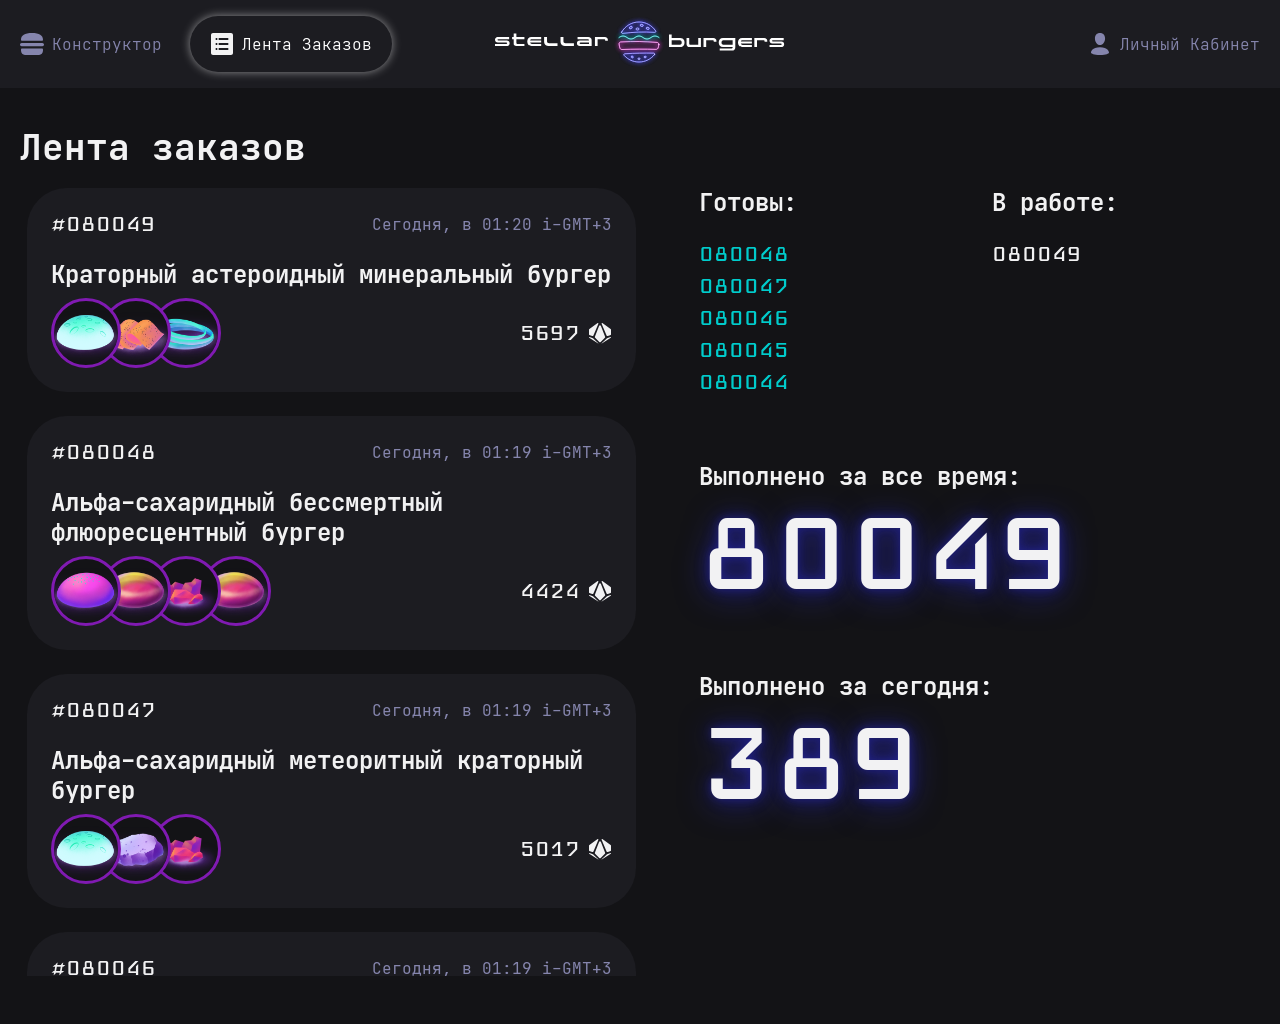 Конструктор
Лента Заказов
stellar burgers
Личный Кабинет
Лента заказов
#080049
Сегодня, в 01:20 i-GMT+3
Краторный астероидный минеральный бургер
5697
#080048
Сегодня, в 01:19 i-GMT+3
Альфа-сахаридный бессмертный
флюоресцентный бургер
4424
#080047
Сегодня, в 01:19 i-GMT+3
Альфа-сахаридный метеоритный краторный
бургер
5017
#080046
Сегодня, в 01:19 i-GMT+3
Готовы:
080048
080047
080046
080045
080044
В работе:
080049
Выполнено за все время:
80049
Выполнено за сегодня:
389